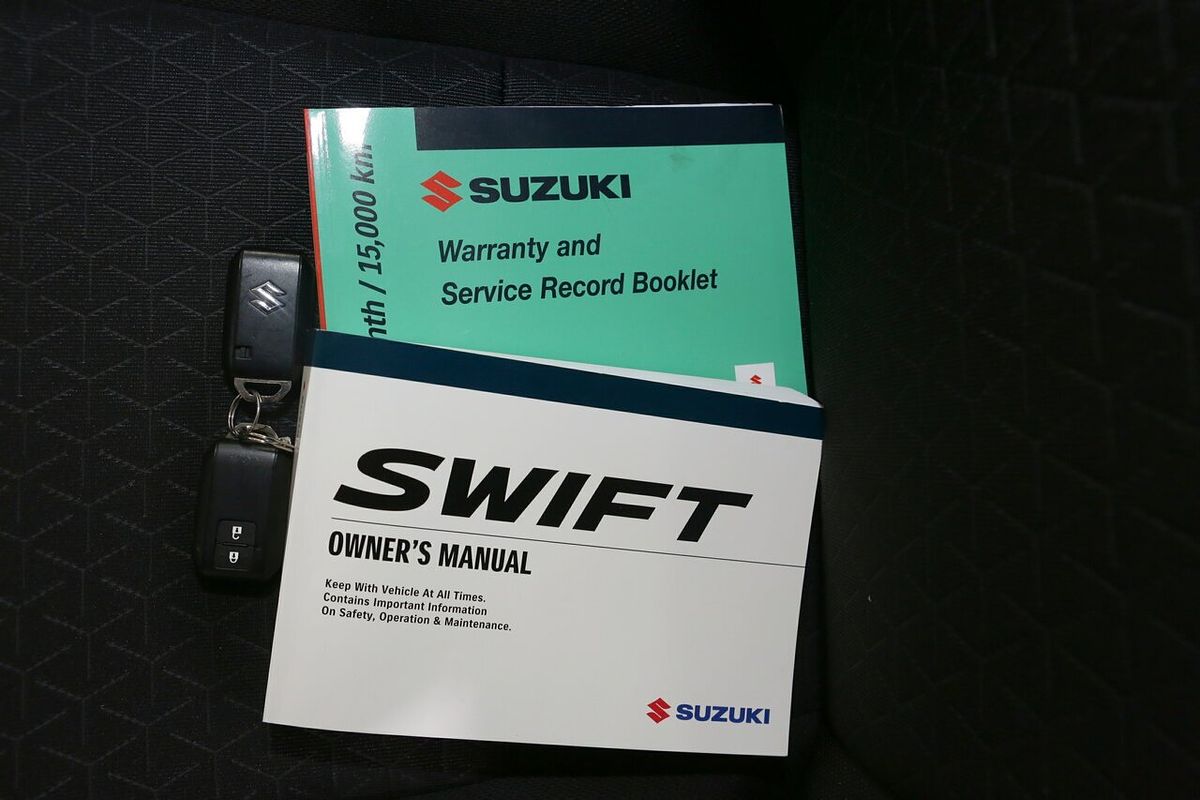 nth / 15,000 km
SUZUKI
Warranty and
Service Record Booklet
SWIFT
OWNER'S MANUAL
Keep With Vehicle At All Times.
Contains Important Information
On Safety, Operation & Maintenance.
SUZUKI